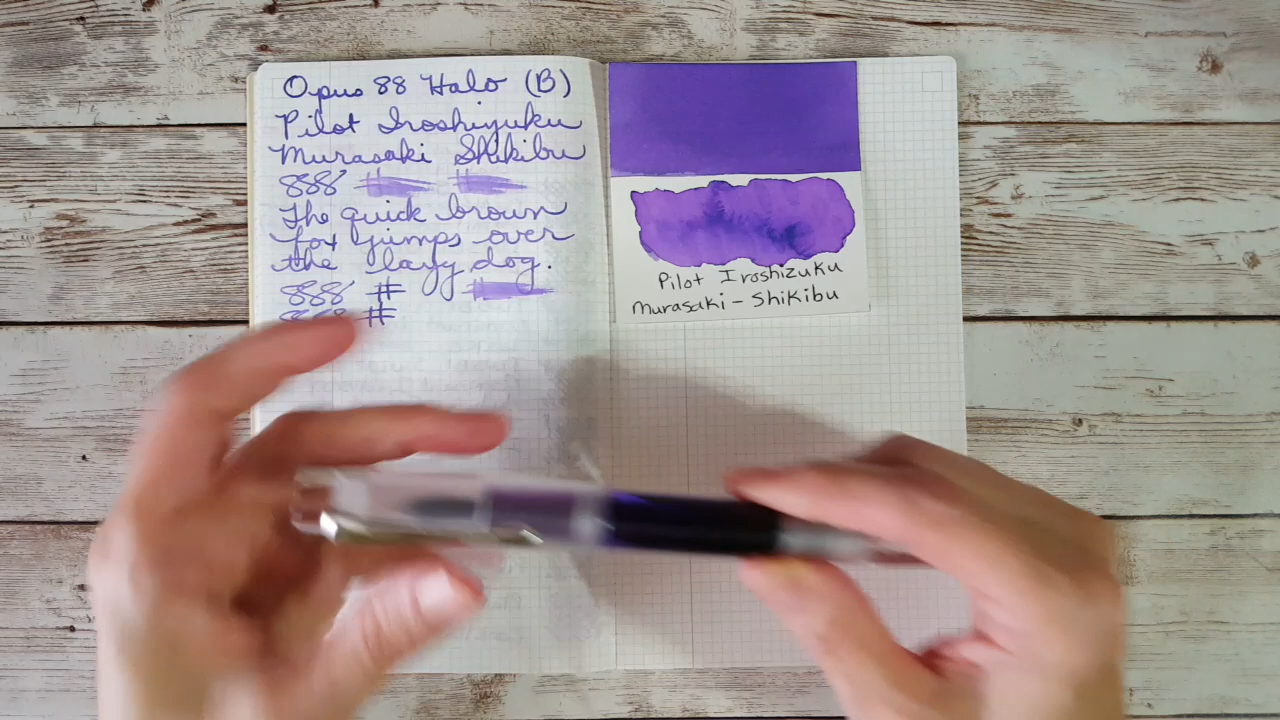 Opus 88 Halo (B)
Pilot Iroshizuku
Murasaki Shikibu
888 # #
The quick brown
fox jumps over
the lazy dog.
888 # #
888 #
Pilot Iroshizuku
Murasaki - Shikibu